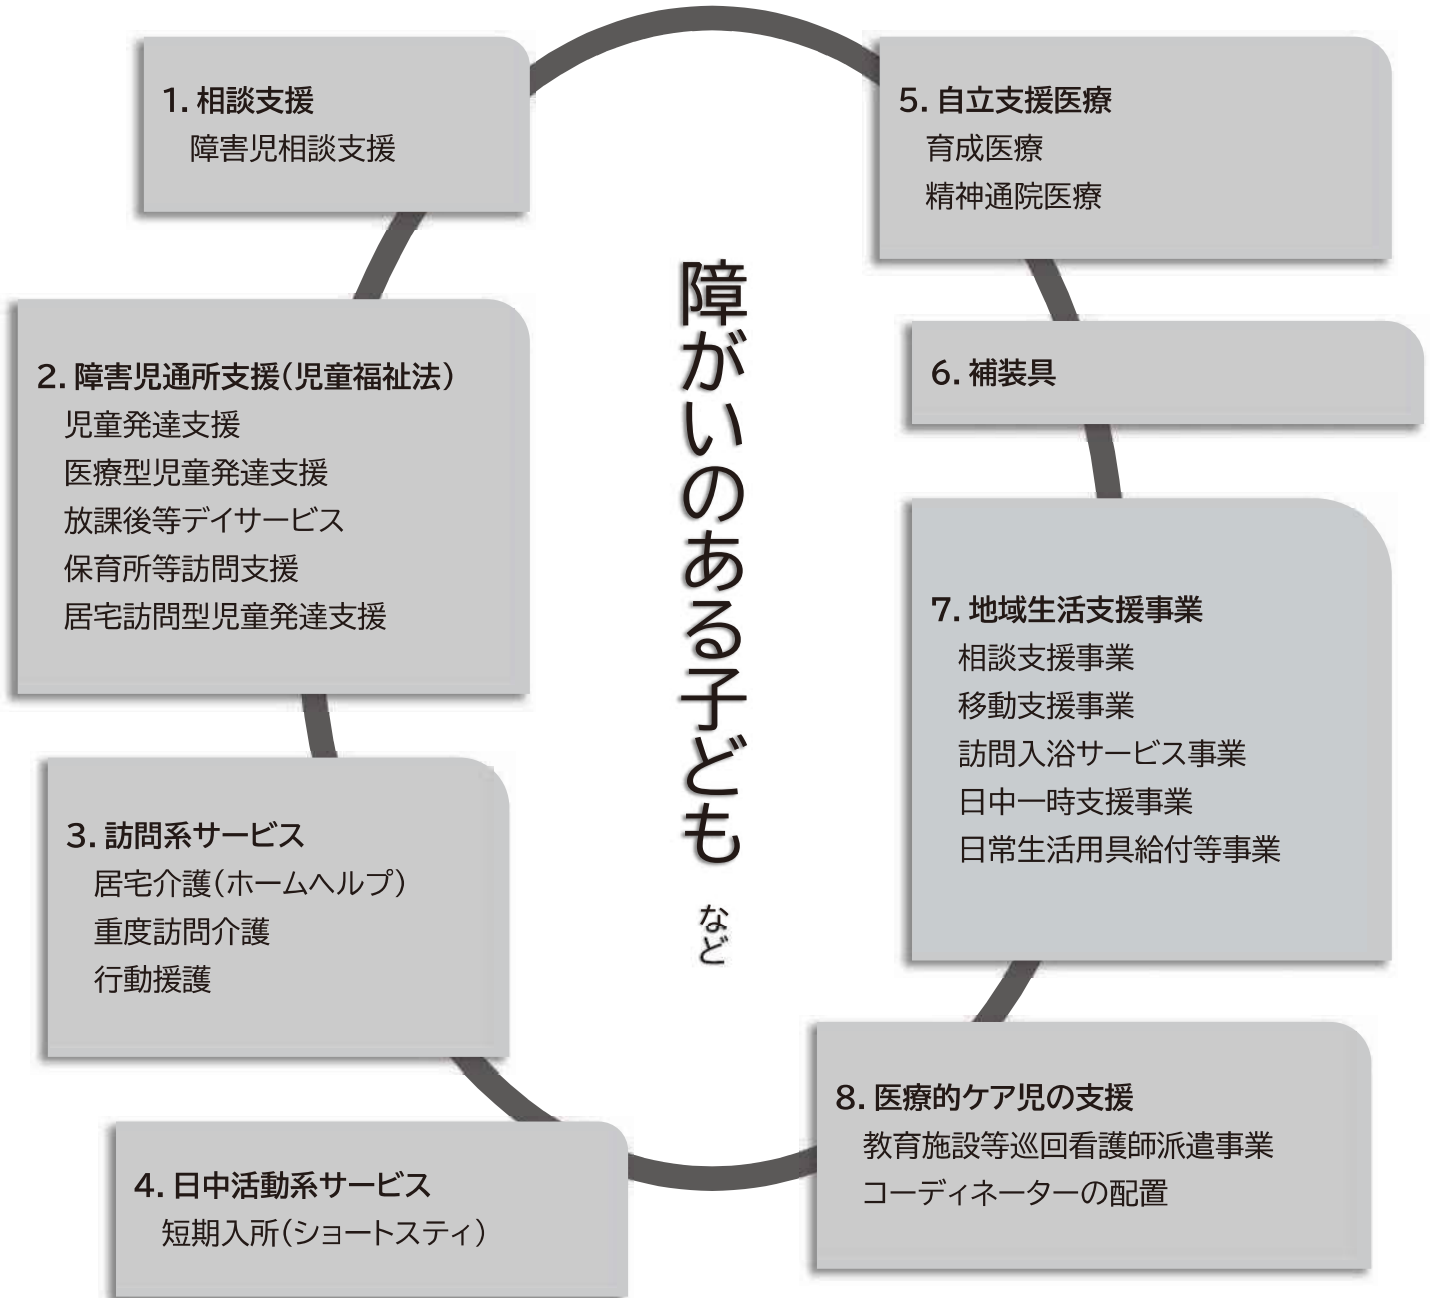 1. 相談支援
障害児相談支援
2. 障害児通所支援（児童福祉法）
児童発達支援
医療型児童発達支援
放課後等デイサービス
保育所等訪問支援
居宅訪問型児童発達支援
3. 訪問系サービス
居宅介護（ホームヘルプ）
重度訪問介護
行動援護
4. 日中活動系サービス
短期入所（ショートスティ）
障がいのある子ども など
5. 自立支援医療
育成医療
精神通院医療
6. 補装具
7. 地域生活支援事業
相談支援事業
移動支援事業
訪問入浴サービス事業
日中一時支援事業
日常生活用具給付等事業
8. 医療的ケア児の支援
教育施設等巡回看護師派遣事業
コーディネーターの配置